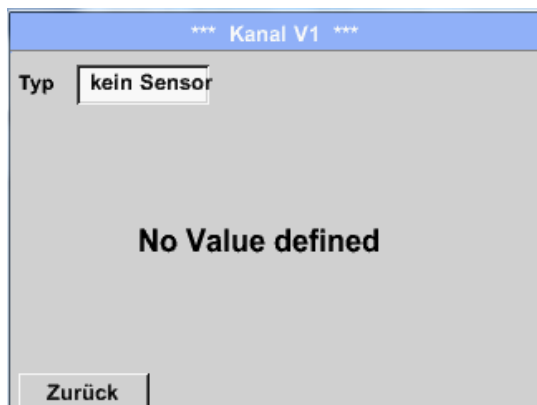 *** Kanal V1 ***
Typ kein Sensor
No Value defined
Zurück